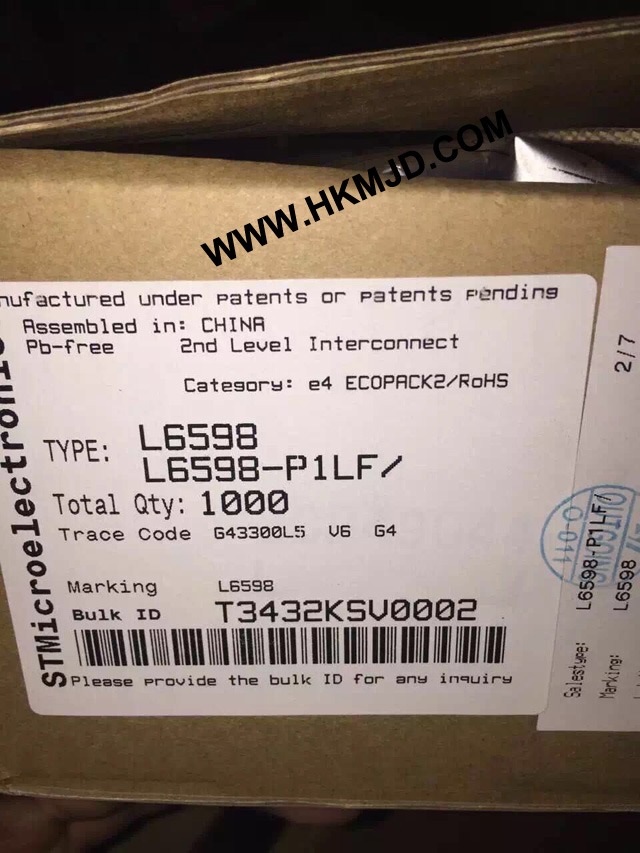 WWW.HKMJD.COM
nufactured under patents or patents pending
Assembled in: CHINA
Pb-free 2nd Level Interconnect
Category: e4 ECOPACK2/RoHS
TYPE: L6598
L6598-P1LF/
Total Qty: 1000
Trace Code G43300L5 V6 G4
Marking L6598
Bulk ID T3432KSV0002
Please provide the bulk ID for any inquiry
STMicroelectronic
2/7
Salestype: L6598-P1LF/
Marking: L6598
O-011